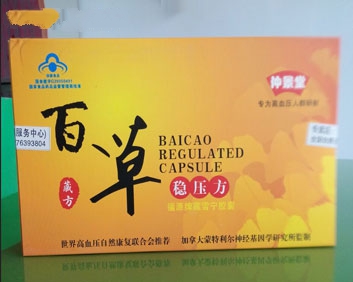 仲景堂
专为高血压人群研制
服务中心)
76393804
百草
藏方
BAICAO
REGULATED
CAPSULE
稳压方
世界高血压自然康复联合会推荐
加拿大蒙特利尔神经基因学研究所监制